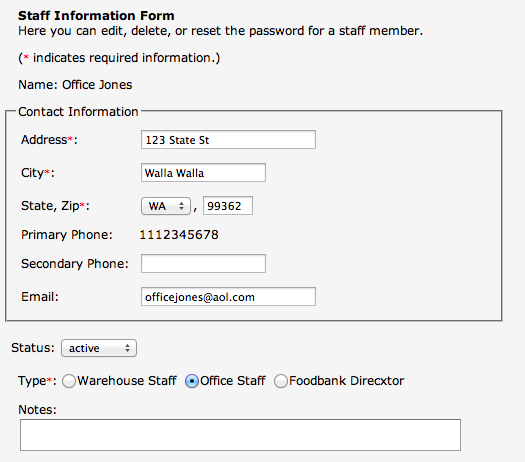 Staff Information Form
Here you can edit, delete, or reset the password for a staff member.
(* indicates required information.)
Name: Office Jones
Contact Information
Address*: 123 State St
City*: Walla Walla
State, Zip*: WA , 99362
Primary Phone: 1112345678
Secondary Phone:
Email: officejones@aol.com
Status: active
Type*: Warehouse Staff Office Staff Foodbank Direcxtor
Notes: